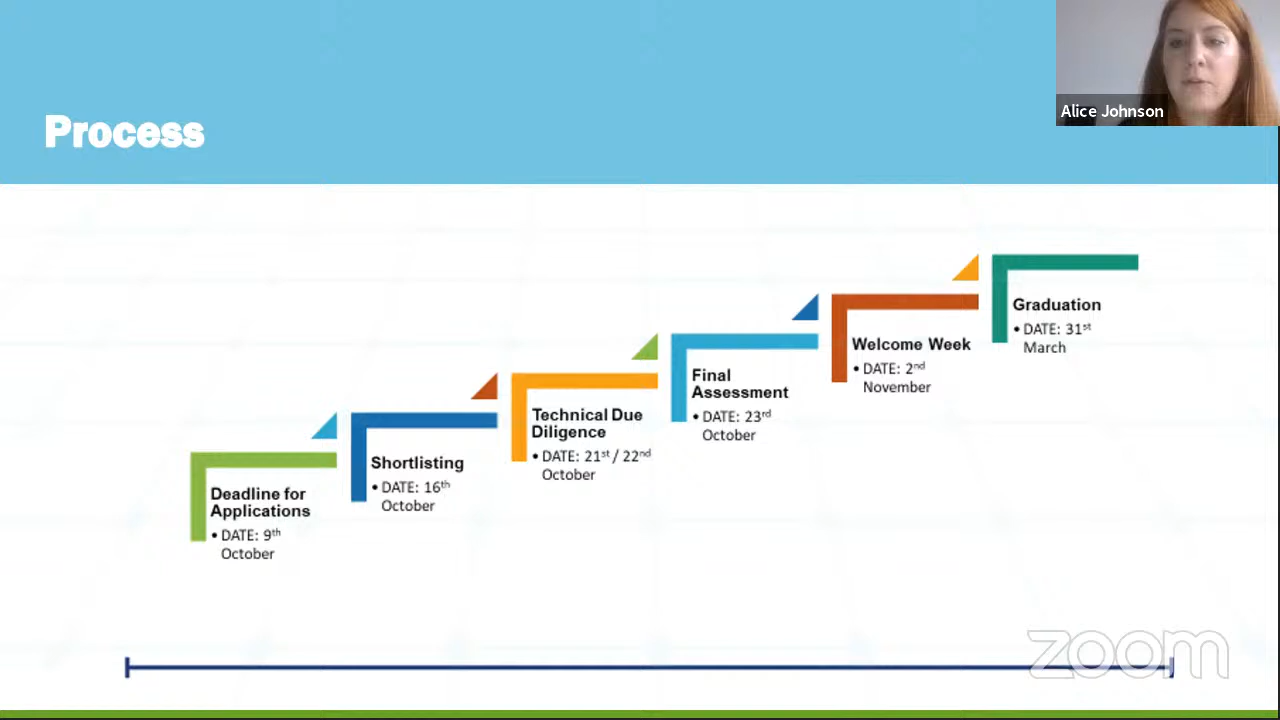 Alice Johnson
Process
Graduation
• DATE: 31st
March
Welcome Week
• DATE: 2nd
November
Final
Assessment
• DATE: 23rd
October
Technical Due
Diligence
• DATE: 21st / 22nd
October
Shortlisting
• DATE: 16th
October
Deadline for
Applications
• DATE: 9th
October
zoom